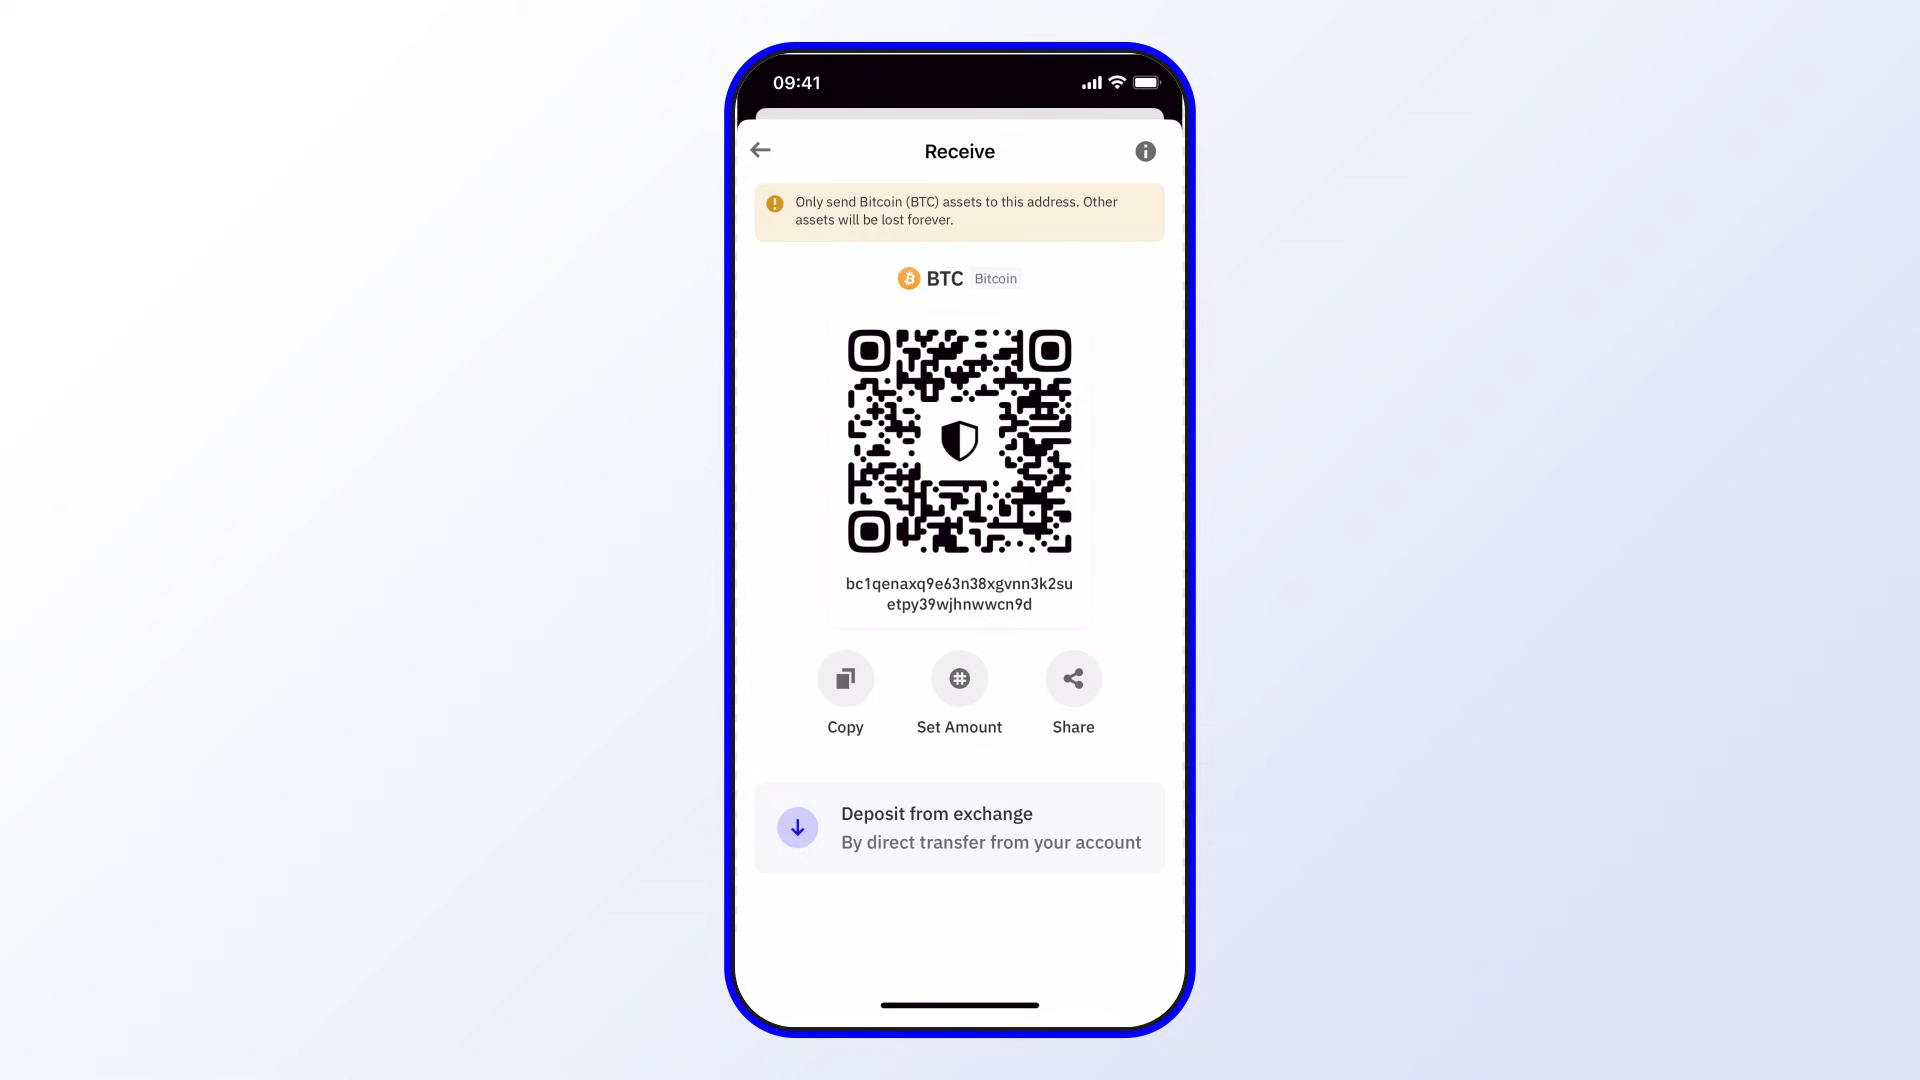 09:41
Receive
Only send Bitcoin (BTC) assets to this address. Other
assets will be lost forever.
BTC Bitcoin
bc1qenaxq9e63n38xgvnn3k2su
etpy39wjhnwwcn9d
Copy Set Amount Share
Deposit from exchange
By direct transfer from your account